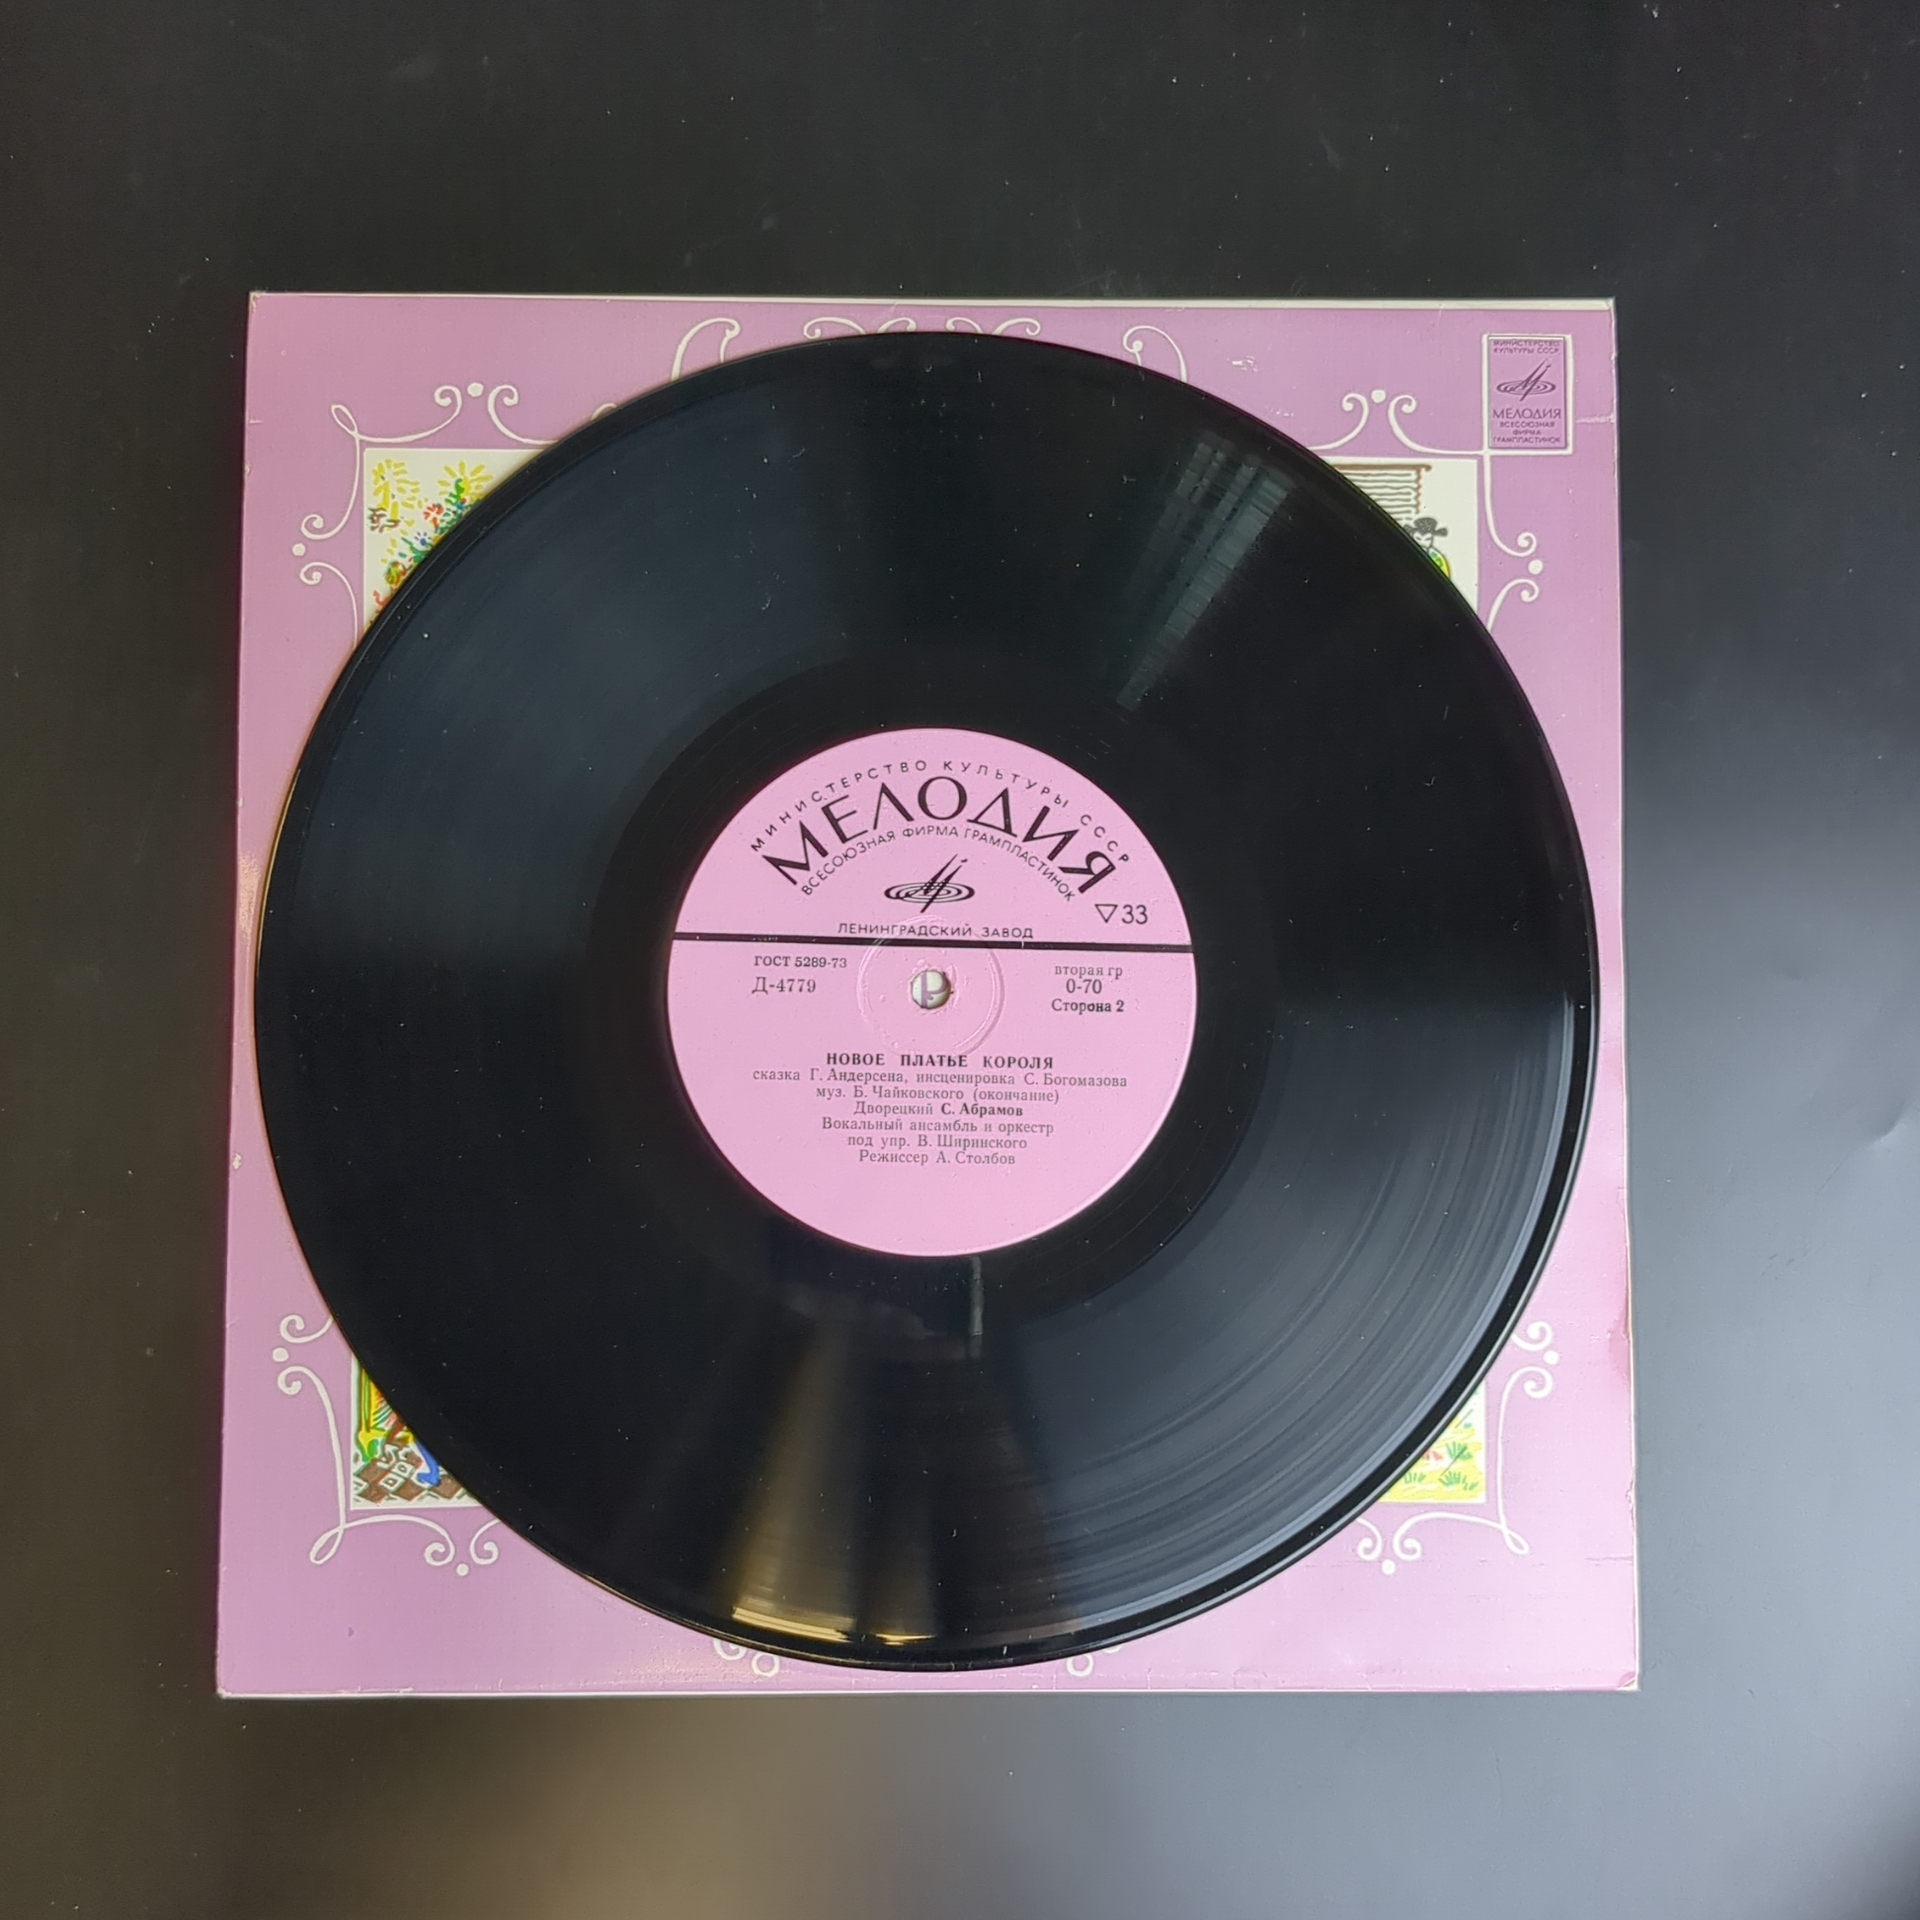 МИНИСТЕРСТВО
КУЛЬТУРЫ СССР
МЕЛОДИЯ
ВСЕСОЮЗНАЯ
ФИРМА
ГРАМПЛАСТИНОК
МИНИСТЕРСТВО КУЛЬТУРЫ СССР
МЕЛОДИЯ
ВСЕСОЮЗНАЯ ФИРМА ГРАМПЛАСТИНОК
▽33
ЛЕНИНГРАДСКИЙ ЗАВОД
ГОСТ 5289-73
Д-4779
вторая гр
0-70
Сторона 2
НОВОЕ ПЛАТЬЕ КОРОЛЯ
сказка Г. Андерсена, инсценировка С. Богомазова
муз. Б. Чайковского (окончание)
Дворецкий С. Абрамов
Вокальный ансамбль и оркестр
под упр. В. Ширинского
Режиссер А. Столбов